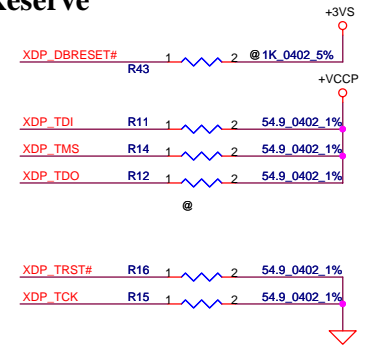 Reserve
+3VS
XDP_DBRESET# R43 1 2 @ 1K_0402_5%
+VCCP
XDP_TDI R11 1 2 54.9_0402_1%
XDP_TMS R14 1 2 54.9_0402_1%
XDP_TDO R12 1 2 54.9_0402_1%
@
XDP_TRST# R16 1 2 54.9_0402_1%
XDP_TCK R15 1 2 54.9_0402_1%